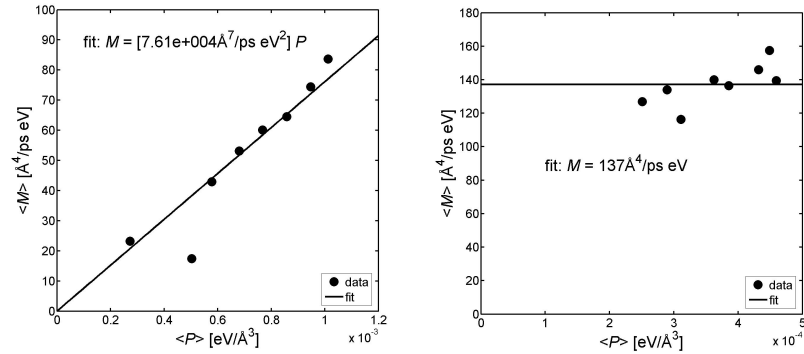 100
90
80
70
60
50
40
30
20
10
0
fit: M = [7.61e+004Å⁷/ps eV²] P
<M> [Å⁴/ps eV]
data
fit
0 0.2 0.4 0.6 0.8 1 1.2
x 10⁻³
<P> [eV/Å³]
180
160
140
120
100
80
60
40
20
0
fit: M = 137Å⁴/ps eV
<M> [Å⁴/ps eV]
data
fit
0 1 2 3 4 5
x 10⁻⁴
<P> [eV/Å³]